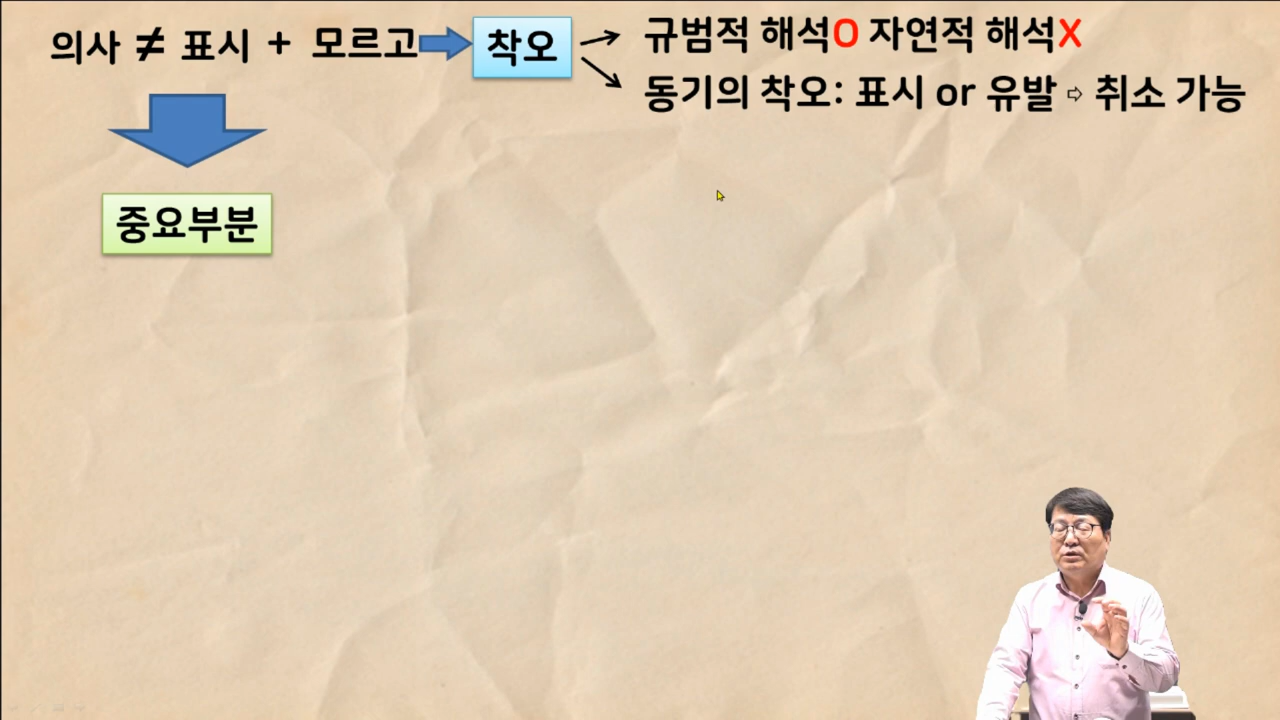 의사 ≠ 표시 + 모르고 착오 규범적 해석O 자연적 해석X
동기의 착오: 표시 or 유발 ⇨ 취소 가능
중요부분